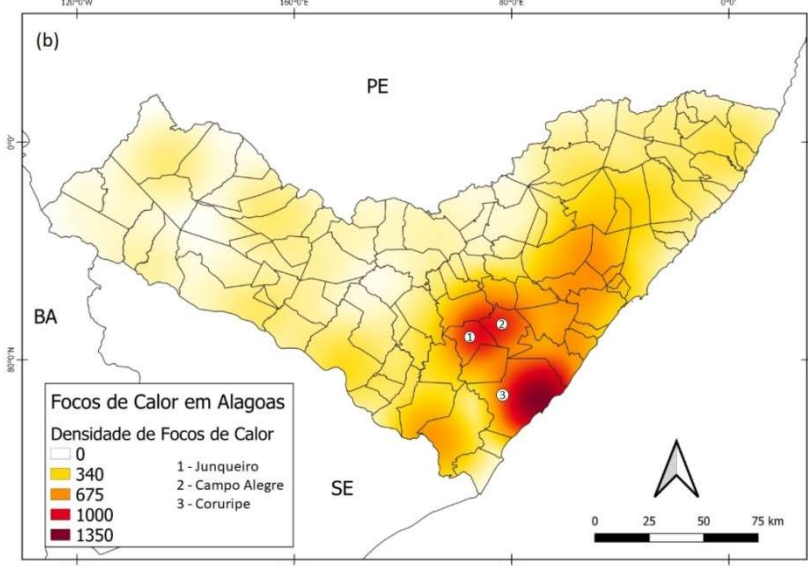 120°0'W 160°0'E 80°0'E 0°0'
(b)
PE
0°0'
BA
80°0'N
1
2
3
Focos de Calor em Alagoas
Densidade de Focos de Calor
0
340
675
1000
1350
1 - Junqueiro
2 - Campo Alegre
3 - Coruripe
SE
0 25 50 75 km